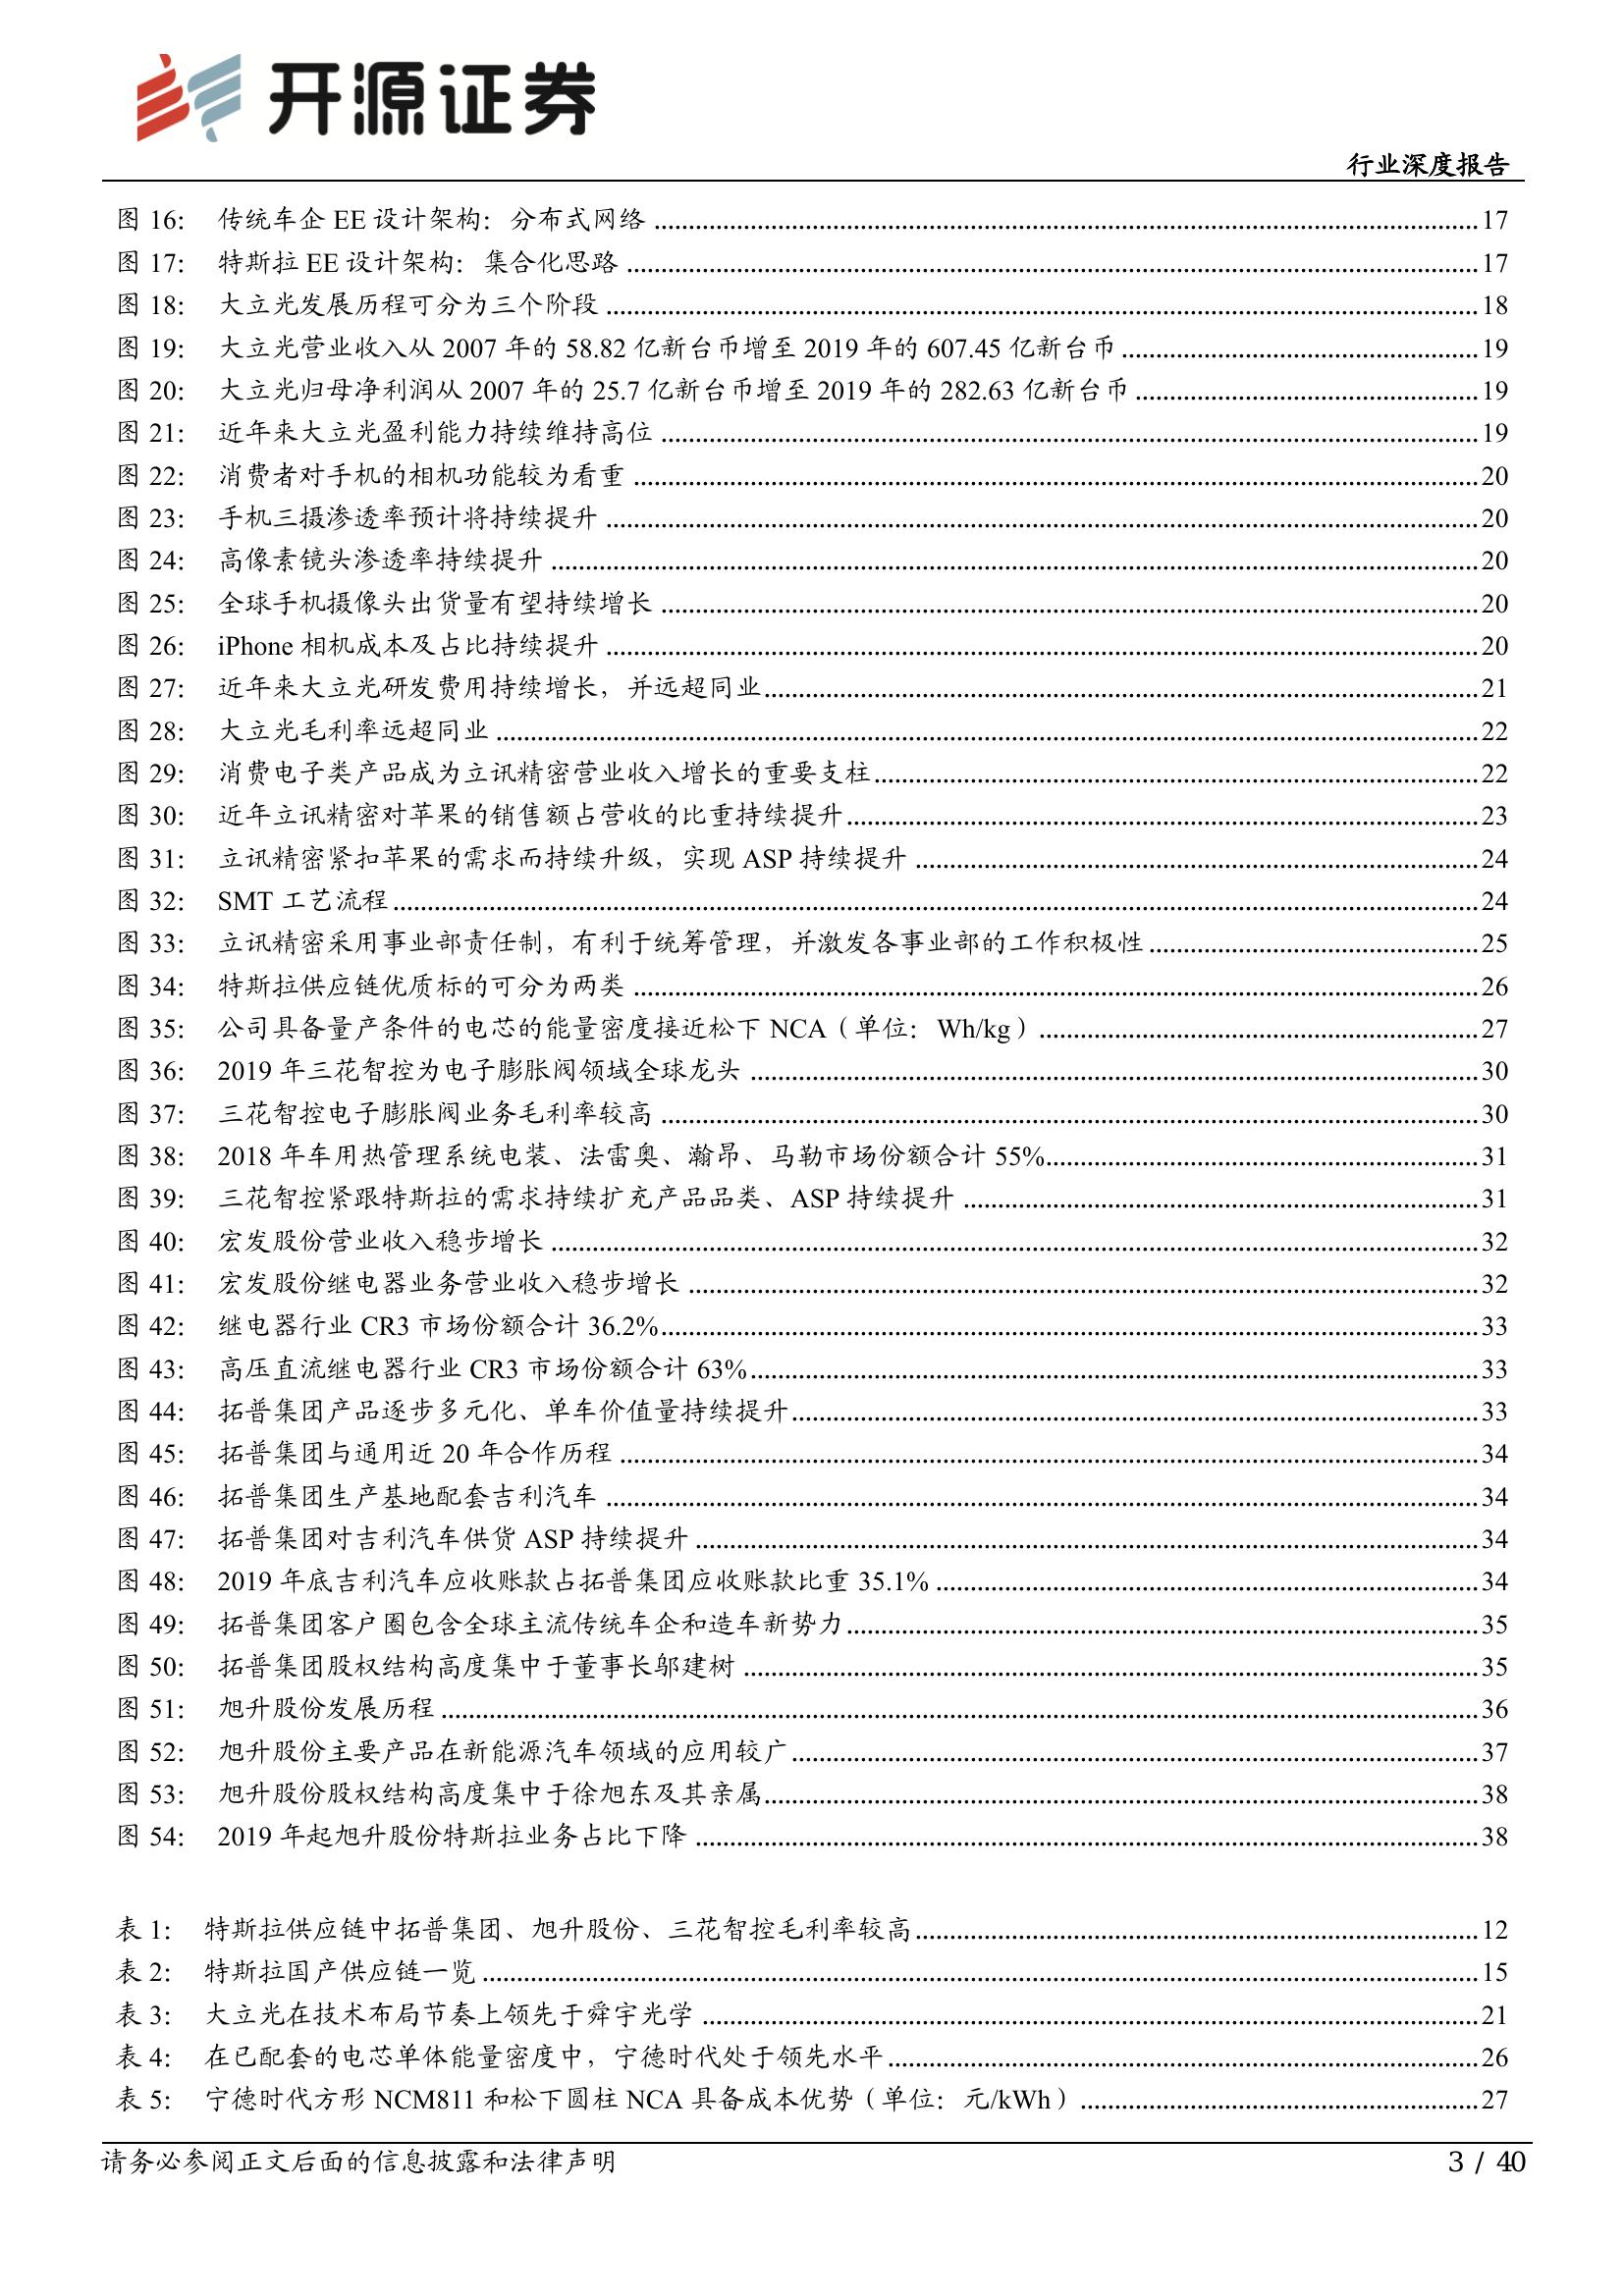 开源证券
行业深度报告
图 16： 传统车企 EE 设计架构：分布式网络 ........ 17
图 17： 特斯拉 EE 设计架构：集合化思路 ........ 17
图 18： 大立光发展历程可分为三个阶段 ........ 18
图 19： 大立光营业收入从 2007 年的 58.82 亿新台币增至 2019 年的 607.45 亿新台币 ........ 19
图 20： 大立光归母净利润从 2007 年的 25.7 亿新台币增至 2019 年的 282.63 亿新台币 ........ 19
图 21： 近年来大立光盈利能力持续维持高位 ........ 19
图 22： 消费者对手机的相机功能较为看重 ........ 20
图 23： 手机三摄渗透率预计将持续提升 ........ 20
图 24： 高像素镜头渗透率持续提升 ........ 20
图 25： 全球手机摄像头出货量有望持续增长 ........ 20
图 26： iPhone 相机成本及占比持续提升 ........ 20
图 27： 近年来大立光研发费用持续增长，并远超同业 ........ 21
图 28： 大立光毛利率远超同业 ........ 22
图 29： 消费电子类产品成为立讯精密营业收入增长的重要支柱 ........ 22
图 30： 近年立讯精密对苹果的销售额占营收的比重持续提升 ........ 23
图 31： 立讯精密紧扣苹果的需求而持续升级，实现 ASP 持续提升 ........ 24
图 32： SMT 工艺流程 ........ 24
图 33： 立讯精密采用事业部责任制，有利于统筹管理，并激发各事业部的工作积极性 ........ 25
图 34： 特斯拉供应链优质标的可分为两类 ........ 26
图 35： 公司具备量产条件的电芯的能量密度接近松下 NCA（单位：Wh/kg） ........ 27
图 36： 2019 年三花智控为电子膨胀阀领域全球龙头 ........ 30
图 37： 三花智控电子膨胀阀业务毛利率较高 ........ 30
图 38： 2018 年车用热管理系统电装、法雷奥、瀚昂、马勒市场份额合计 55% ........ 31
图 39： 三花智控紧跟特斯拉的需求持续扩充产品品类、ASP 持续提升 ........ 31
图 40： 宏发股份营业收入稳步增长 ........ 32
图 41： 宏发股份继电器业务营业收入稳步增长 ........ 32
图 42： 继电器行业 CR3 市场份额合计 36.2% ........ 33
图 43： 高压直流继电器行业 CR3 市场份额合计 63% ........ 33
图 44： 拓普集团产品逐步多元化、单车价值量持续提升 ........ 33
图 45： 拓普集团与通用近 20 年合作历程 ........ 34
图 46： 拓普集团生产基地配套吉利汽车 ........ 34
图 47： 拓普集团对吉利汽车供货 ASP 持续提升 ........ 34
图 48： 2019 年底吉利汽车应收账款占拓普集团应收账款比重 35.1% ........ 34
图 49： 拓普集团客户圈包含全球主流传统车企和造车新势力 ........ 35
图 50： 拓普集团股权结构高度集中于董事长邬建树 ........ 35
图 51： 旭升股份发展历程 ........ 36
图 52： 旭升股份主要产品在新能源汽车领域的应用较广 ........ 37
图 53： 旭升股份股权结构高度集中于徐旭东及其亲属 ........ 38
图 54： 2019 年起旭升股份特斯拉业务占比下降 ........ 38
表 1： 特斯拉供应链中拓普集团、旭升股份、三花智控毛利率较高 ........ 12
表 2： 特斯拉国产供应链一览 ........ 15
表 3： 大立光在技术布局节奏上领先于舜宇光学 ........ 21
表 4： 在已配套的电芯单体能量密度中，宁德时代处于领先水平 ........ 26
表 5： 宁德时代方形 NCM811 和松下圆柱 NCA 具备成本优势（单位：元/kWh） ........ 27
请务必参阅正文后面的信息披露和法律声明
3 / 40